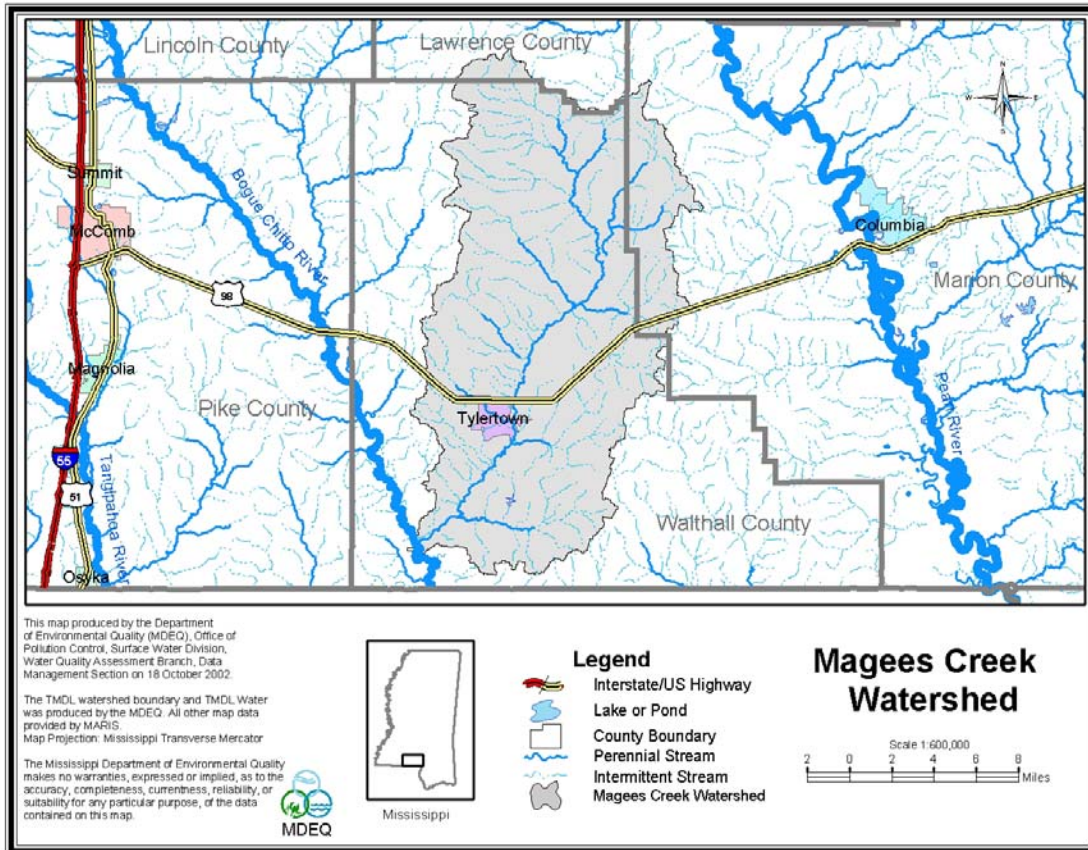 Lincoln County
Lawrence County
N
W
E
S
Summit
McComb
Bogue Chitto River
Columbia
98
Marion County
Magnolia
Pike County
Tylertown
Pearl River
55
51
Tangipahoa River
Walthall County
Osyka
This map produced by the Department
of Environmental Quality (MDEQ), Office of
Pollution Control, Surface Water Division,
Water Quality Assessment Branch, Data
Management Section on 18 October 2002.
The TMDL watershed boundary and TMDL Water
was produced by the MDEQ. All other map data
provided by MARIS.
Map Projection: Mississippi Transverse Mercator
The Mississippi Department of Environmental Quality
makes no warranties, expressed or implied, as to the
accuracy, completeness, currentness, reliability, or
suitability for any particular purpose, of the data
contained on this map.
MDEQ
Mississippi
Legend
Interstate/US Highway
Lake or Pond
County Boundary
Perennial Stream
Intermittent Stream
Magees Creek Watershed
Magees Creek
Watershed
Scale 1:600,000
2 0 2 4 6 8
Miles